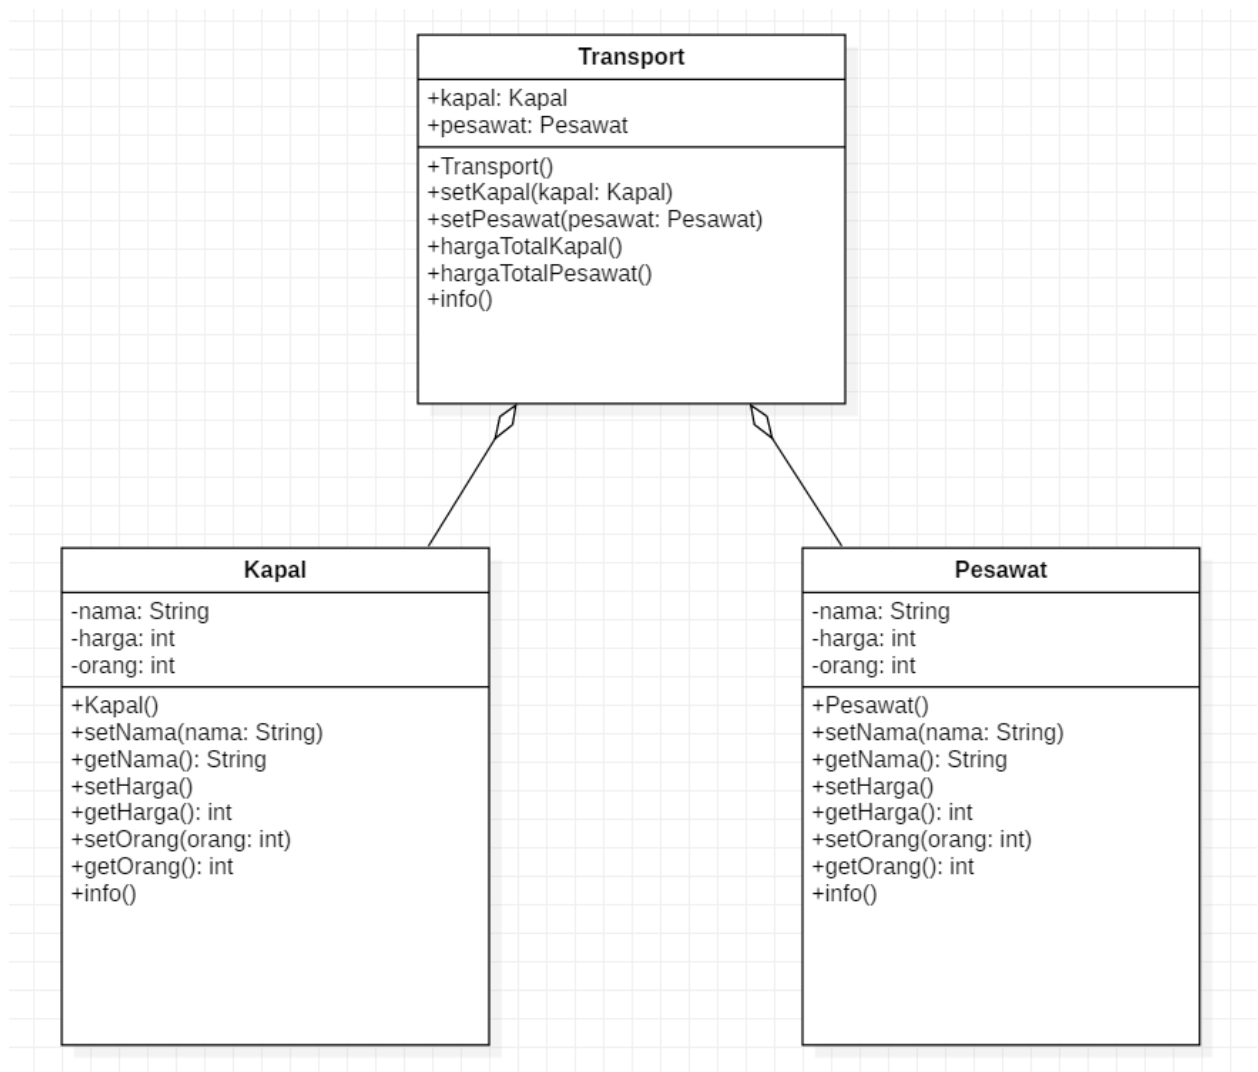 Transport
+kapal: Kapal
+pesawat: Pesawat
+Transport()
+setKapal(kapal: Kapal)
+setPesawat(pesawat: Pesawat)
+hargaTotalKapal()
+hargaTotalPesawat()
+info()
Kapal
-nama: String
-harga: int
-orang: int
+Kapal()
+setNama(nama: String)
+getNama(): String
+setHarga()
+getHarga(): int
+setOrang(orang: int)
+getOrang(): int
+info()
Pesawat
-nama: String
-harga: int
-orang: int
+Pesawat()
+setNama(nama: String)
+getNama(): String
+setHarga()
+getHarga(): int
+setOrang(orang: int)
+getOrang(): int
+info()